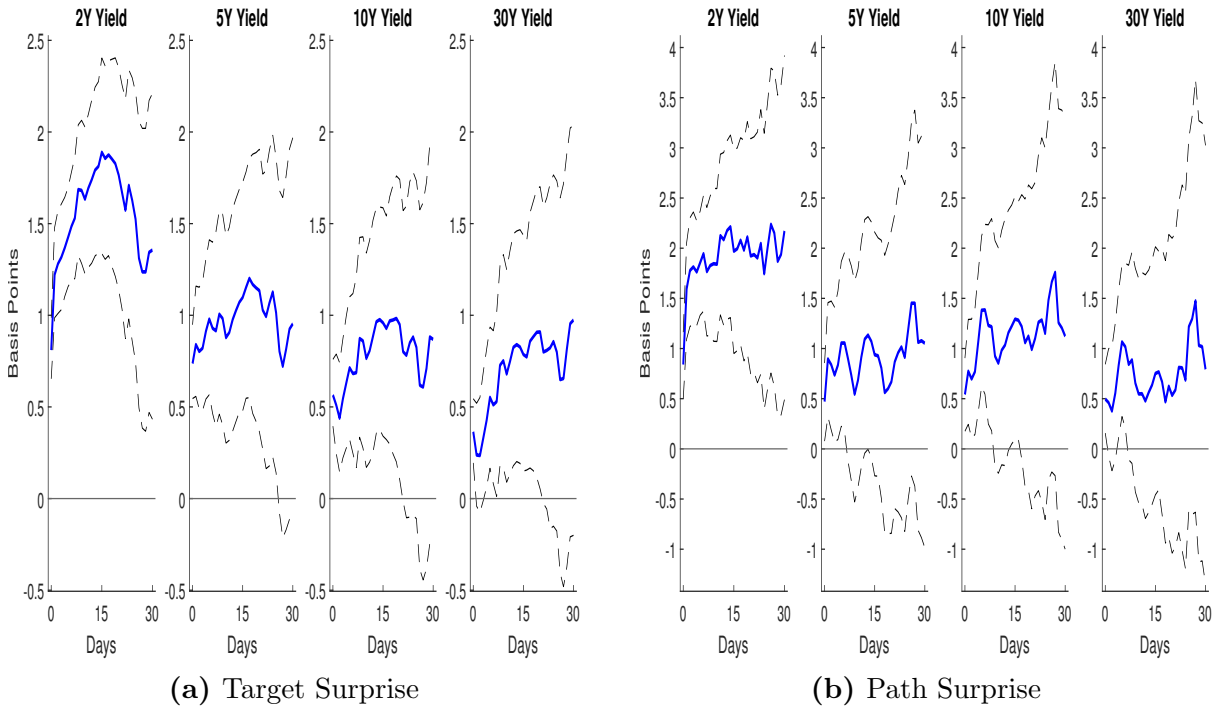 2Y Yield 5Y Yield 10Y Yield 30Y Yield 2Y Yield 5Y Yield 10Y Yield 30Y Yield
Basis Points
2.5 2 1.5 1 0.5 0 -0.5
2.5 2 1.5 1 0.5 0 -0.5
2.5 2 1.5 1 0.5 0 -0.5
2.5 2 1.5 1 0.5 0 -0.5
Basis Points
4 3.5 3 2.5 2 1.5 1 0.5 0 -0.5 -1
4 3.5 3 2.5 2 1.5 1 0.5 0 -0.5 -1
4 3.5 3 2.5 2 1.5 1 0.5 0 -0.5 -1
4 3.5 3 2.5 2 1.5 1 0.5 0 -0.5 -1
0 15 30 0 15 30 0 15 30 0 15 30 0 15 30 0 15 30 0 15 30 0 15 30
Days Days Days Days Days Days Days Days
(a) Target Surprise
(b) Path Surprise